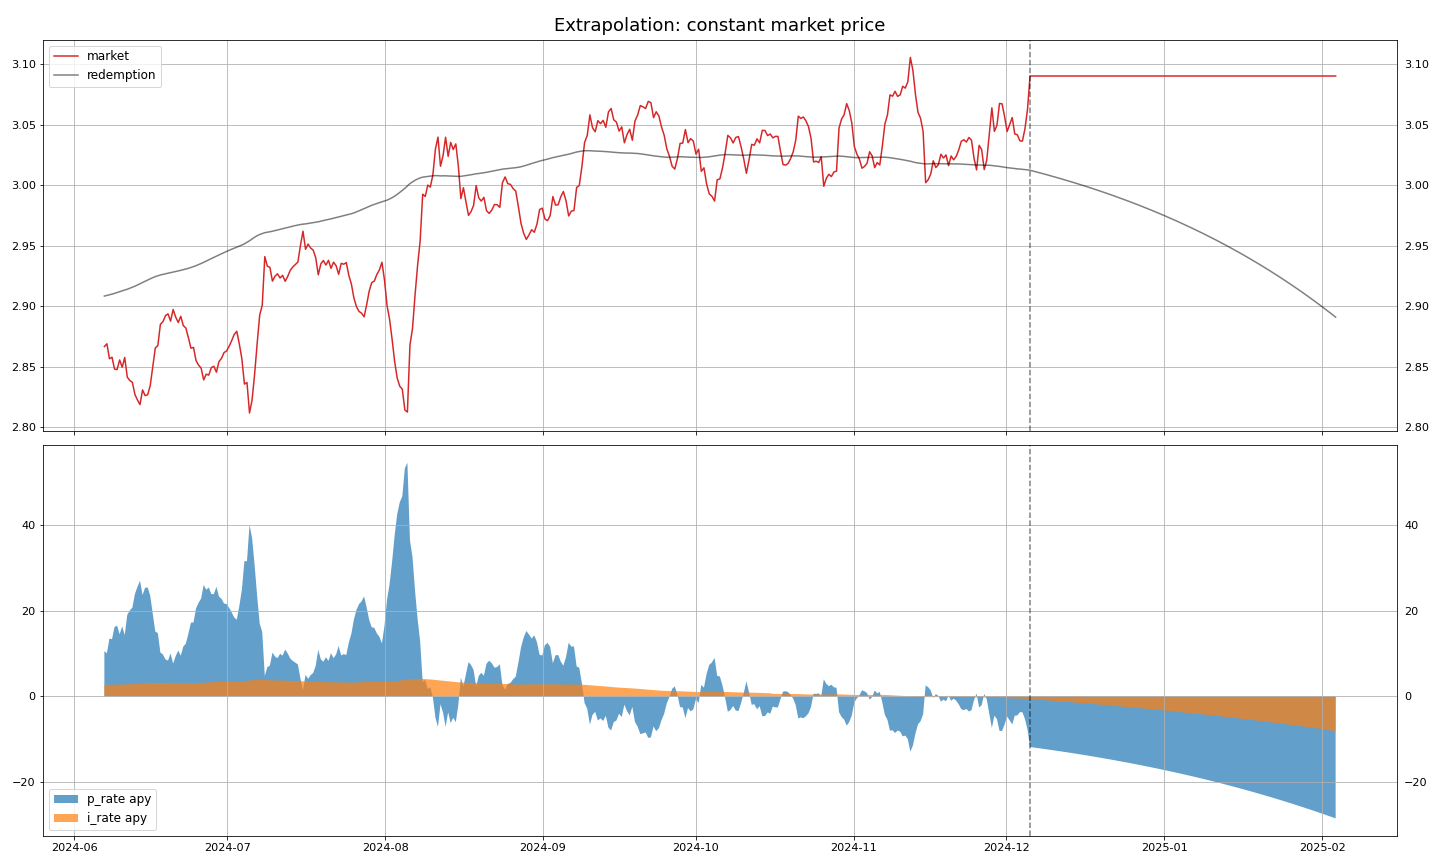 Extrapolation: constant market price
market
redemption
3.10 3.10
3.05 3.05
3.00 3.00
2.95 2.95
2.90 2.90
2.85 2.85
2.80 2.80
40 40
20 20
0 0
−20 −20
p_rate apy
i_rate apy
2024-06 2024-07 2024-08 2024-09 2024-10 2024-11 2024-12 2025-01 2025-02